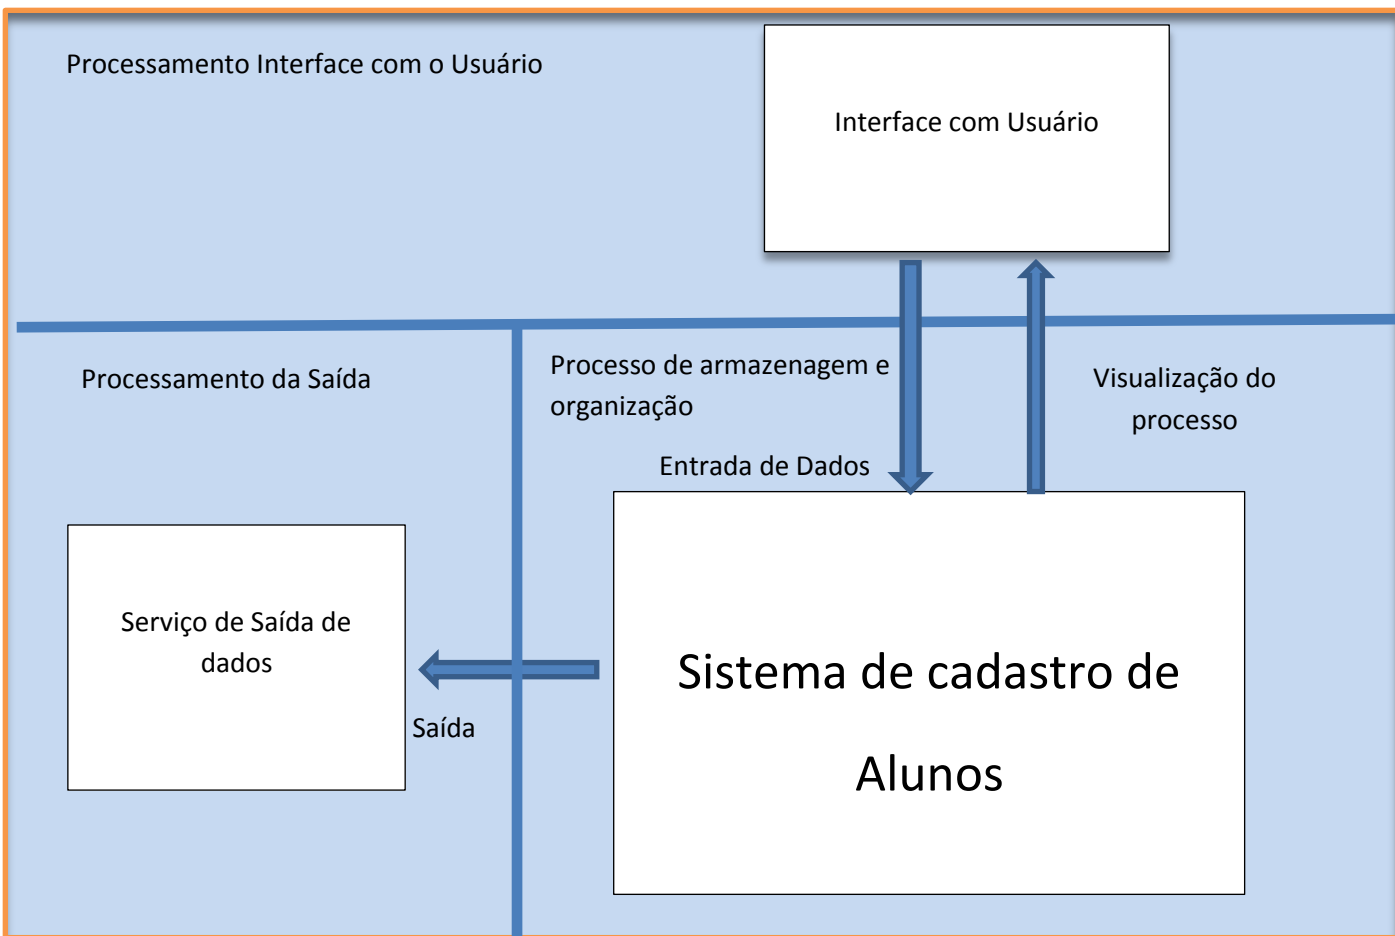 Processamento Interface com o Usuário
Interface com Usuário
Processamento da Saída
Processo de armazenagem e
organização
Visualização do
processo
Entrada de Dados
Serviço de Saída de
dados
Saída
Sistema de cadastro de
Alunos